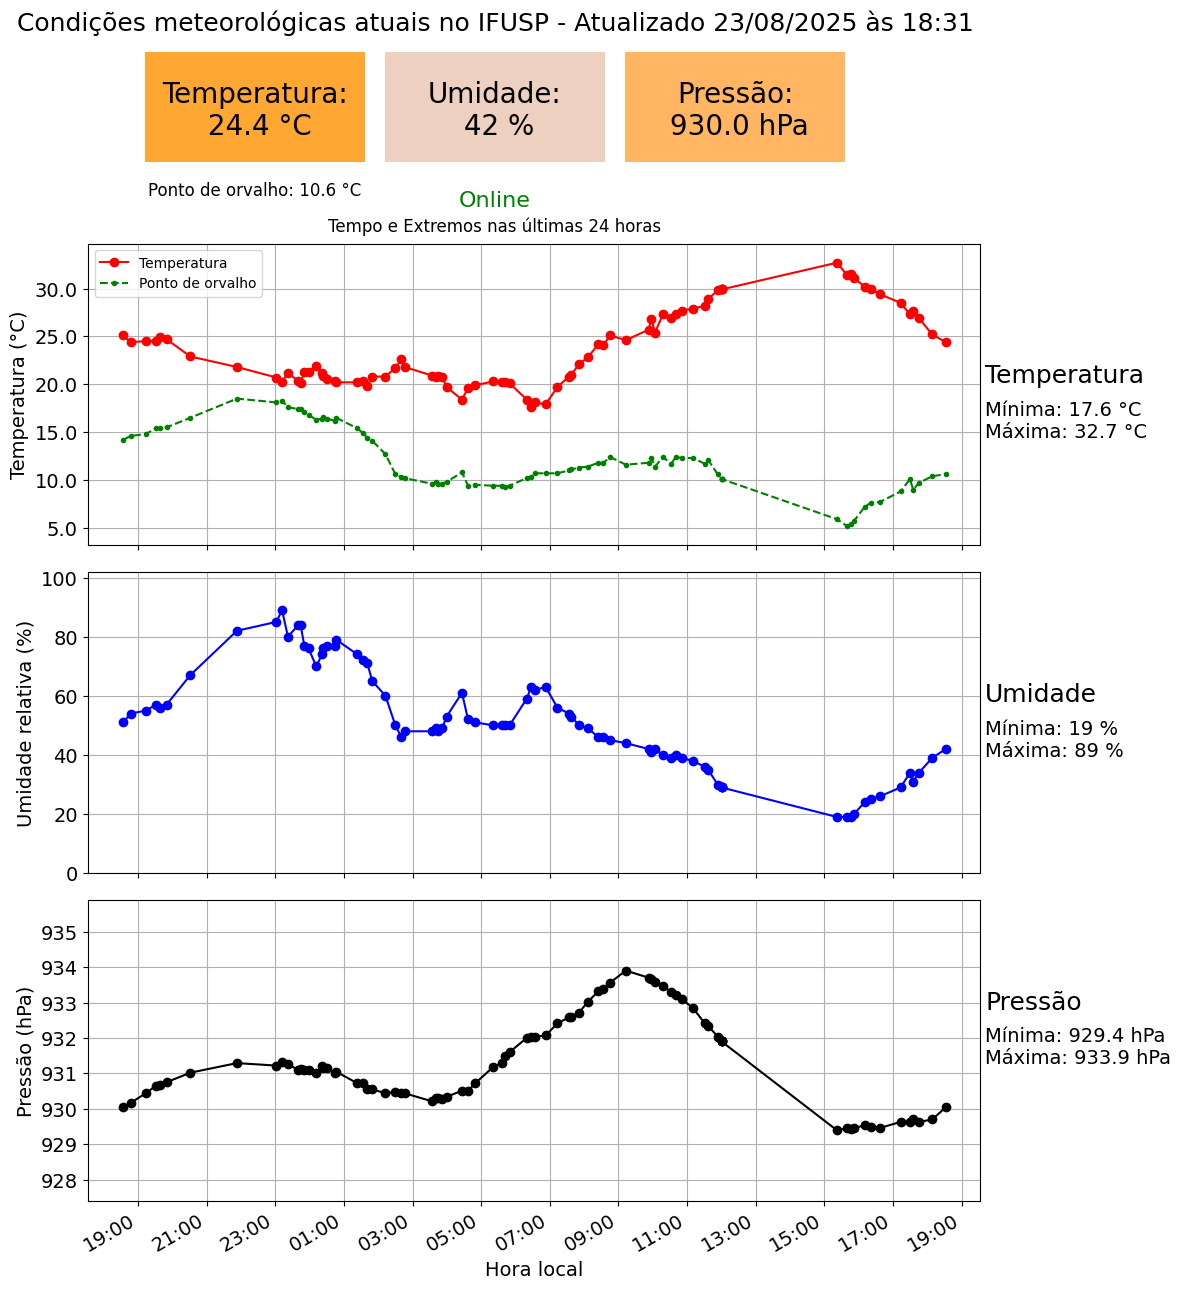 Condições meteorológicas atuais no IFUSP - Atualizado 23/08/2025 às 18:31
Temperatura:
24.4 °C
Umidade:
42 %
Pressão:
930.0 hPa
Ponto de orvalho: 10.6 °C
Online
Tempo e Extremos nas últimas 24 horas
Temperatura
Ponto de orvalho
Temperatura (°C)
30.0
25.0
20.0
15.0
10.0
5.0
Temperatura
Mínima: 17.6 °C
Máxima: 32.7 °C
Umidade relativa (%)
100
80
60
40
20
0
Umidade
Mínima: 19 %
Máxima: 89 %
Pressão (hPa)
935
934
933
932
931
930
929
928
Pressão
Mínima: 929.4 hPa
Máxima: 933.9 hPa
19:00 21:00 23:00 01:00 03:00 05:00 07:00 09:00 11:00 13:00 15:00 17:00 19:00
Hora local